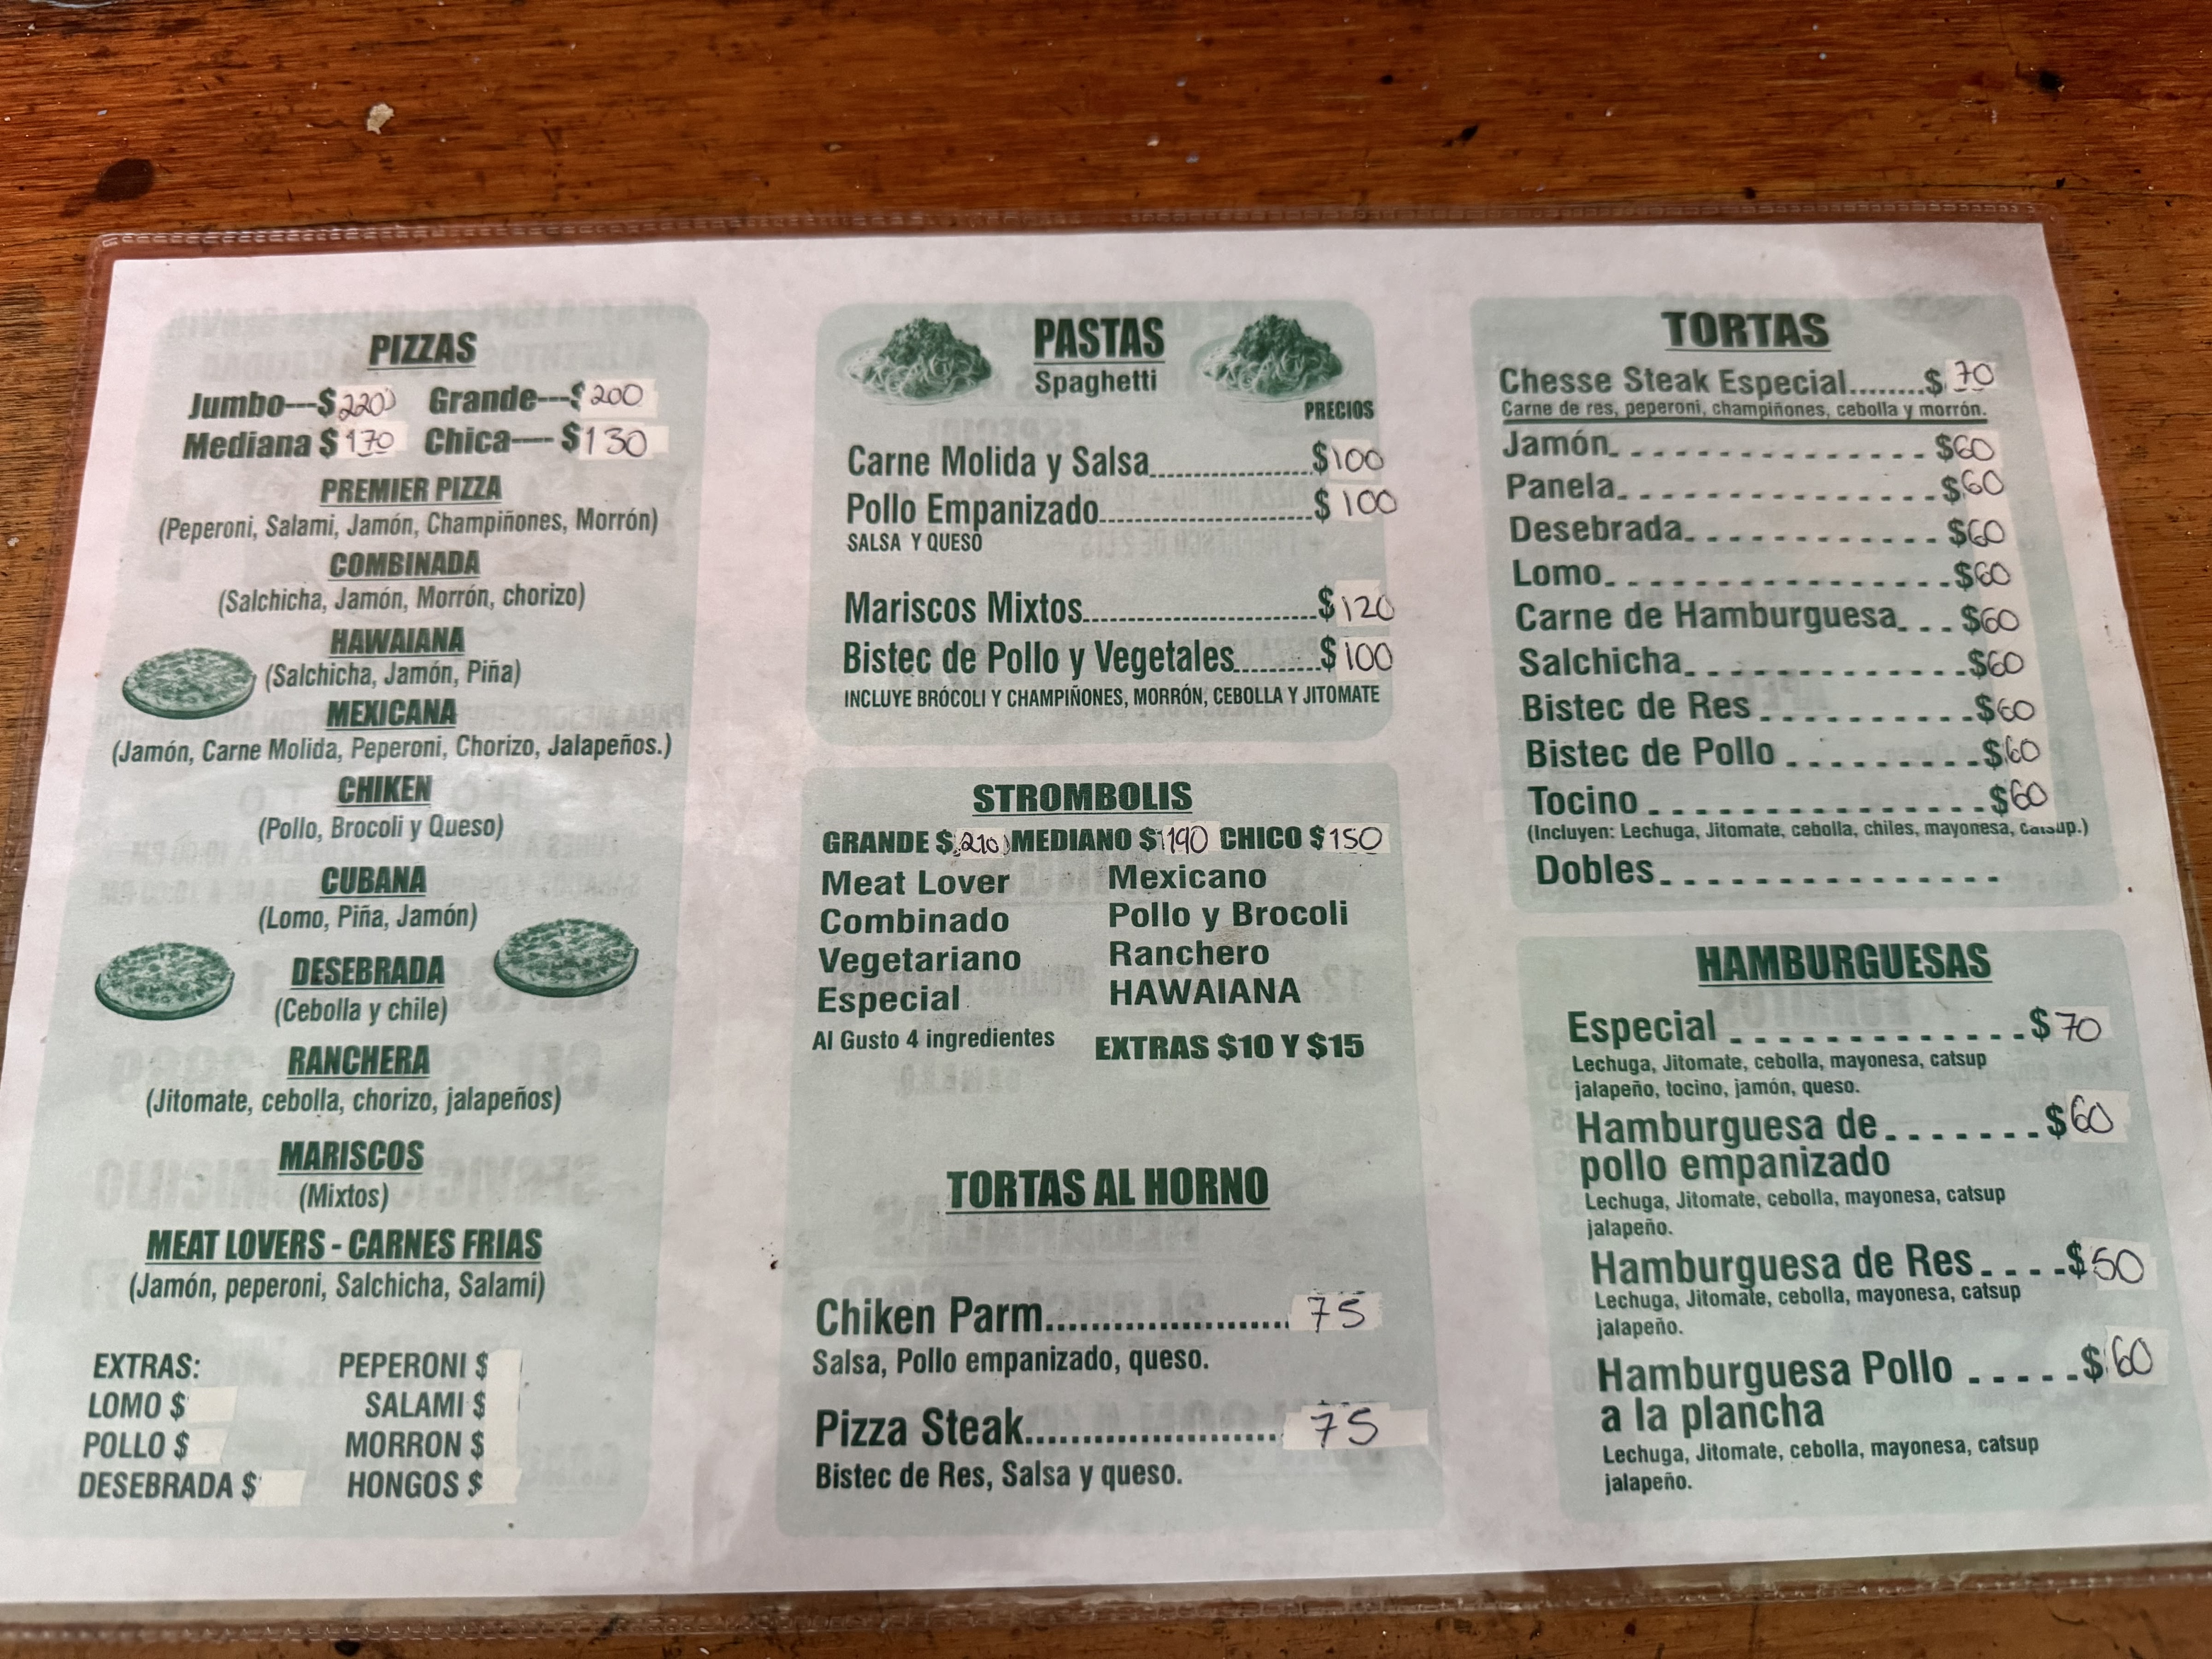 PIZZAS
Jumbo---$220 Grande---$200
Mediana $170 Chica---- $130
PREMIER PIZZA
(Peperoni, Salami, Jamón, Champiñones, Morrón)
COMBINADA
(Salchicha, Jamón, Morrón, chorizo)
HAWAIANA
(Salchicha, Jamón, Piña)
MEXICANA
(Jamón, Carne Molida, Peperoni, Chorizo, Jalapeños.)
CHIKEN
(Pollo, Brocoli y Queso)
CUBANA
(Lomo, Piña, Jamón)
DESEBRADA
(Cebolla y chile)
RANCHERA
(Jitomate, cebolla, chorizo, jalapeños)
MARISCOS
(Mixtos)
MEAT LOVERS - CARNES FRIAS
(Jamón, peperoni, Salchicha, Salami)
EXTRAS: PEPERONI $
LOMO $ SALAMI $
POLLO $ MORRON $
DESEBRADA $ HONGOS $
PASTAS
Spaghetti
PRECIOS
Carne Molida y Salsa..................$100
Pollo Empanizado........................$100
SALSA Y QUESO
Mariscos Mixtos..........................$120
Bistec de Pollo y Vegetales.........$100
INCLUYE BRÓCOLI Y CHAMPIÑONES, MORRÓN, CEBOLLA Y JITOMATE
STROMBOLIS
GRANDE $210 MEDIANO $190 CHICO $150
Meat Lover Mexicano
Combinado Pollo y Brocoli
Vegetariano Ranchero
Especial HAWAIANA
Al Gusto 4 ingredientes EXTRAS $10 Y $15
TORTAS AL HORNO
Chiken Parm........................ 75
Salsa, Pollo empanizado, queso.
Pizza Steak......................... 75
Bistec de Res, Salsa y queso.
TORTAS
Chesse Steak Especial........$70
Carne de res, peperoni, champiñones, cebolla y morrón.
Jamón. - - - - - - - - - - - - - - - $60
Panela. - - - - - - - - - - - - - - - $60
Desebrada. - - - - - - - - - - - - $60
Lomo. - - - - - - - - - - - - - - - - $60
Carne de Hamburguesa. . . $60
Salchicha. - - - - - - - - - - - - - $60
Bistec de Res . . . . . . . . . . $60
Bistec de Pollo . . . . . . . . . $60
Tocino . . . . . . . . . . . . . . . $60
(Incluyen: Lechuga, Jitomate, cebolla, chiles, mayonesa, catsup.)
Dobles. - - - - - - - - - - - - - - -
HAMBURGUESAS
Especial . . . . . . . . . . . . . $70
Lechuga, Jitomate, cebolla, mayonesa, catsup
jalapeño, tocino, jamón, queso.
Hamburguesa de . . . . . . . $60
pollo empanizado
Lechuga, Jitomate, cebolla, mayonesa, catsup
jalapeño.
Hamburguesa de Res . . . . $50
Lechuga, Jitomate, cebolla, mayonesa, catsup
jalapeño.
Hamburguesa Pollo . . . . . $60
a la plancha
Lechuga, Jitomate, cebolla, mayonesa, catsup
jalapeño.